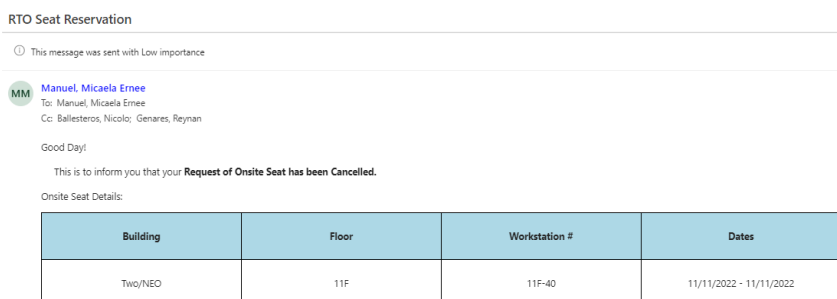 RTO Seat Reservation
This message was sent with Low importance
MM
Manuel, Micaela Ernee
To: Manuel, Micaela Ernee
Cc: Ballesteros, Nicolo; Genares, Reynan
Good Day!
This is to inform you that your Request of Onsite Seat has been Cancelled.
Onsite Seat Details:
Building Floor Workstation # Dates
Two/NEO 11F 11F-40 11/11/2022 - 11/11/2022